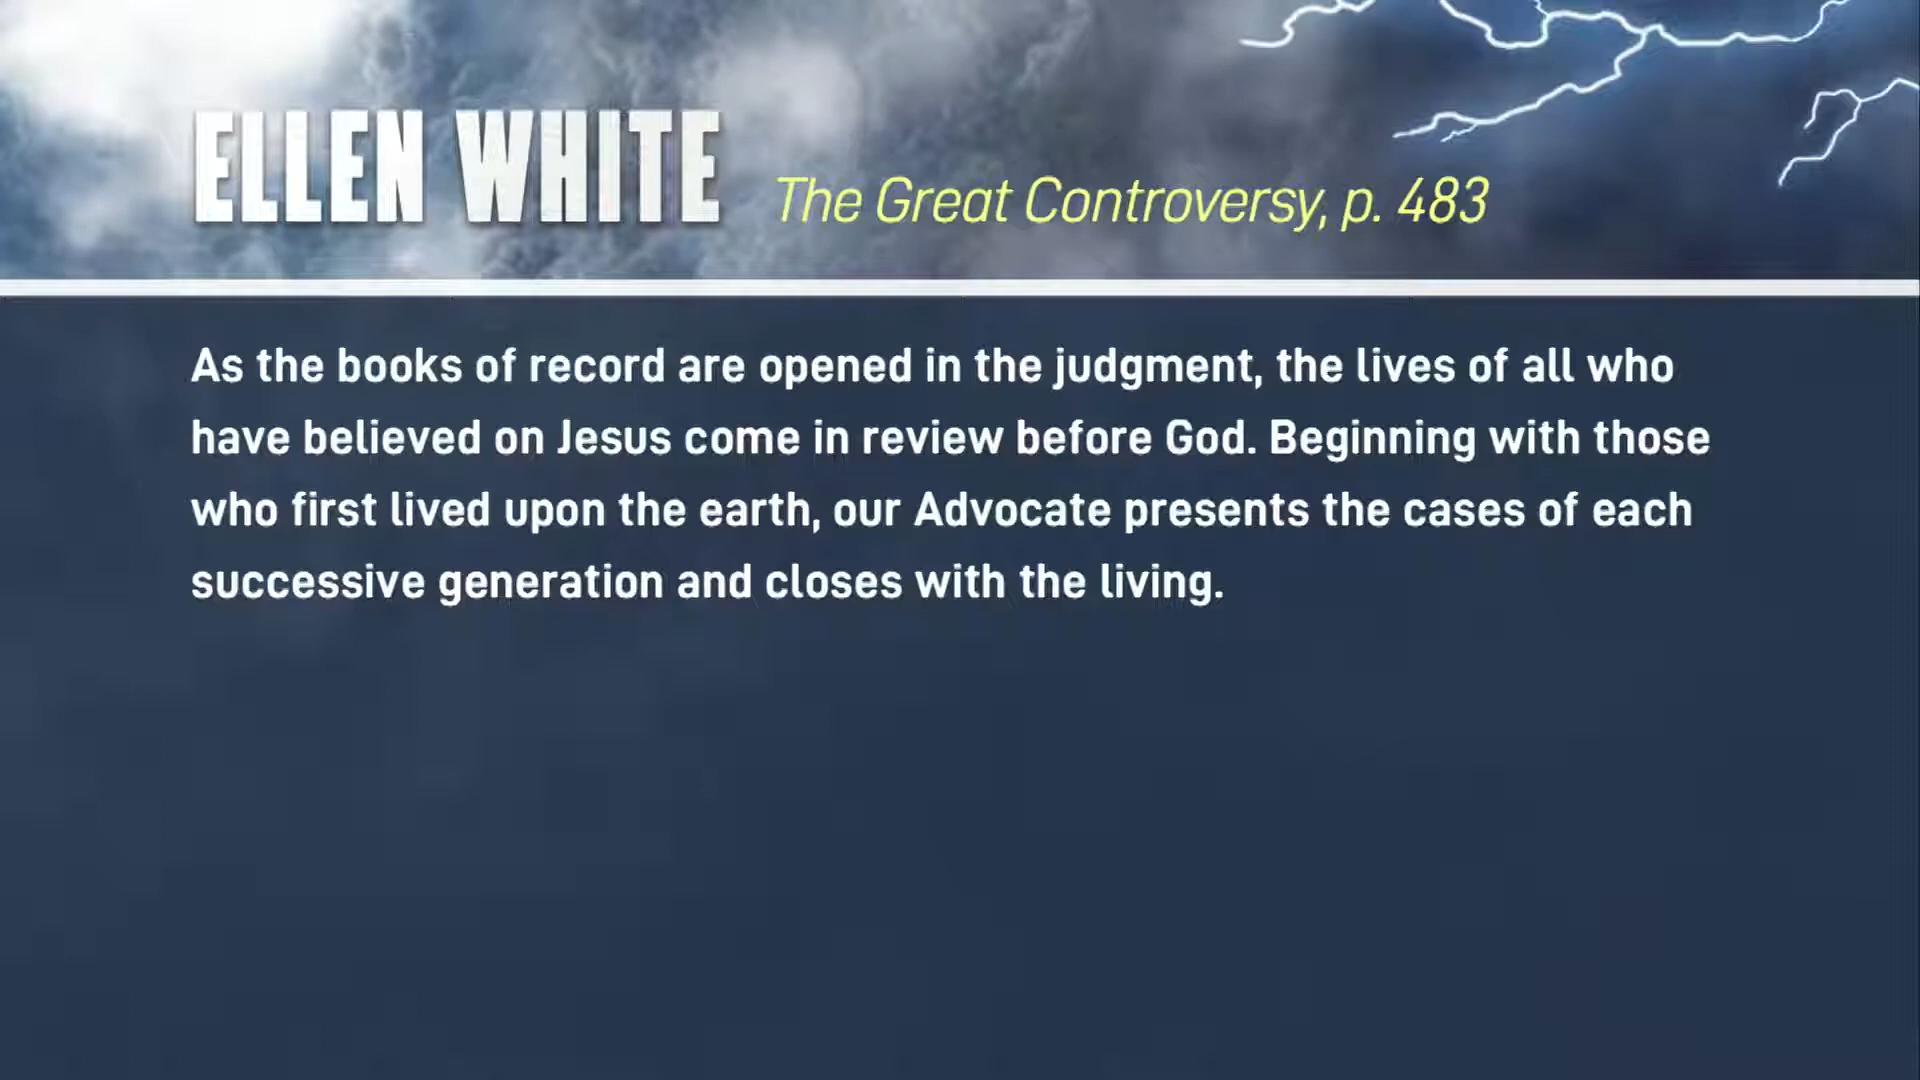 ELLEN WHITE The Great Controversy, p. 483
As the books of record are opened in the judgment, the lives of all who
have believed on Jesus come in review before God. Beginning with those
who first lived upon the earth, our Advocate presents the cases of each
successive generation and closes with the living.